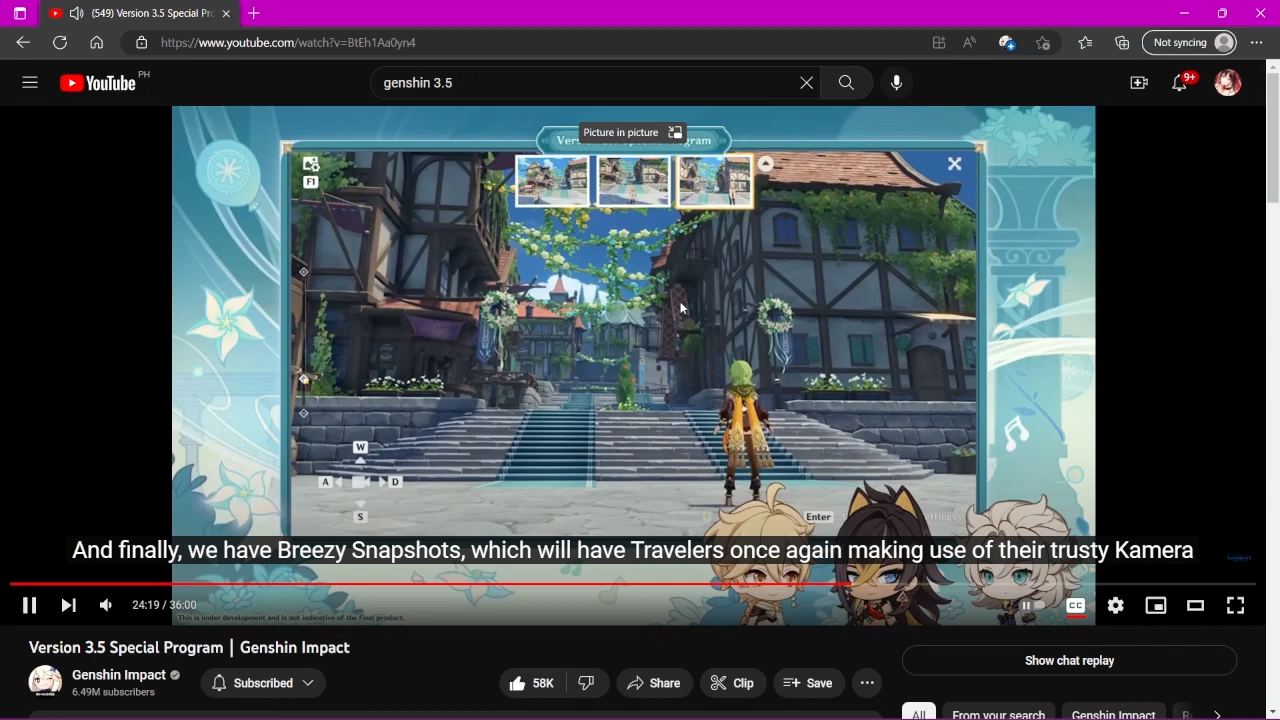 (549) Version 3.5 Special Pr
https://www.youtube.com/watch?v=BtEh1Aa0yn4
Not syncing
YouTube PH
genshin 3.5
9+
Picture in picture
F1
W
A
D
S
Enter
And finally, we have Breezy Snapshots, which will have Travelers once again making use of their trusty Kamera
24:19 / 36:00
CC
This is under development and is not indicative of the final product.
Version 3.5 Special Program | Genshin Impact
Show chat replay
Genshin Impact
6.49M subscribers
Subscribed
58K
Share
Clip
Save
All
From your search
Genshin Impact